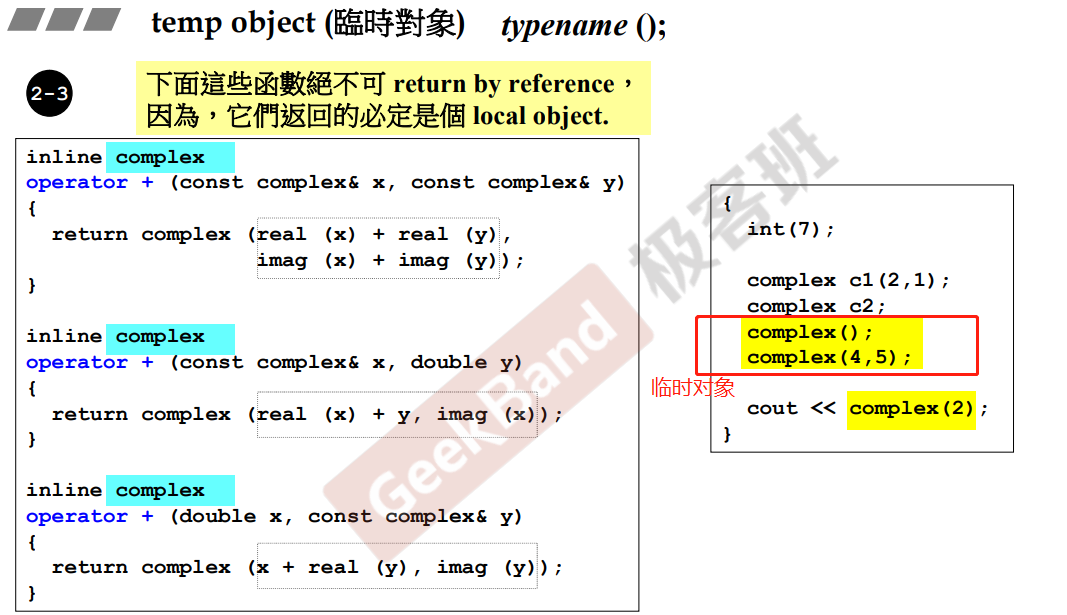 temp object (臨時對象) typename ();
2-3
下面這些函數絕不可 return by reference，
因為，它們返回的必定是個 local object.
inline complex
operator + (const complex& x, const complex& y)
{
return complex (real (x) + real (y),
imag (x) + imag (y));
}
inline complex
operator + (const complex& x, double y)
{
return complex (real (x) + y, imag (x));
}
inline complex
operator + (double x, const complex& y)
{
return complex (x + real (y), imag (y));
}
{
int(7);
complex c1(2,1);
complex c2;
complex();
complex(4,5);
临时对象
cout << complex(2);
}
GeekBand 极客班